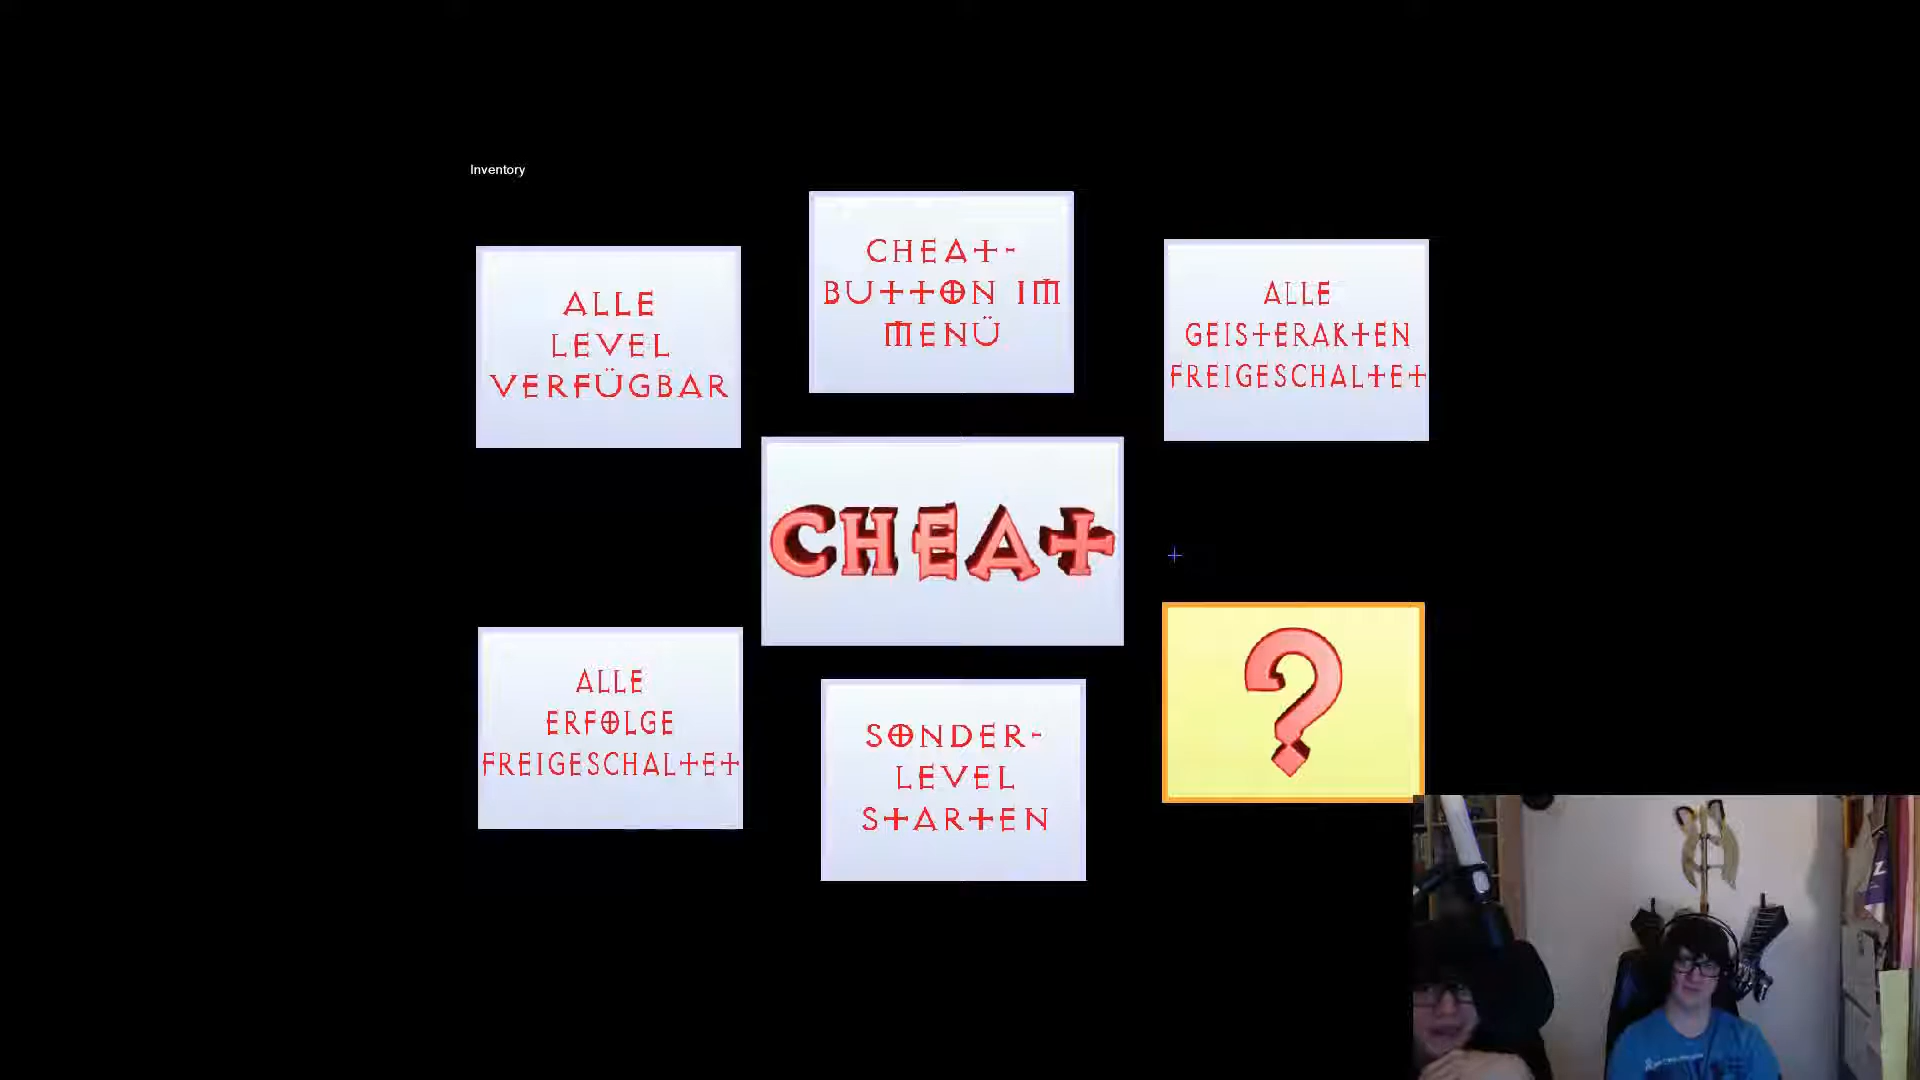 Inventory
CHEAT-
BUTTON IM
MENÜ
ALLE
LEVEL
VERFÜGBAR
ALLE
GEISTERAKTEN
FREIGESCHALTET
CHEAT
ALLE
ERFOLGE
FREIGESCHALTET
SONDER-
LEVEL
STARTEN
?